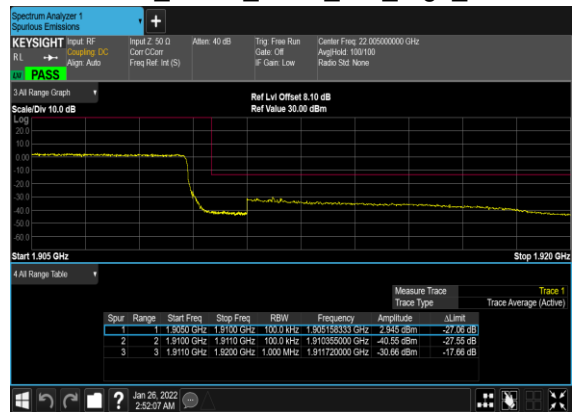 Spectrum Analyzer 1
Spurious Emissions
KEYSIGHT Input: RF Input Z: 50 Ω Atten: 40 dB Trig: Free Run Center Freq: 22.005000000 GHz
RL Coupling: DC Corr CCorr Gate: Off Avg|Hold: 100/100
Align: Auto Freq Ref: Int (S) IF Gain: Low Radio Std: None
LW PASS
3 All Range Graph
Ref Lvl Offset 8.10 dB
Scale/Div 10.0 dB Ref Value 30.00 dBm
Log
20.0
10.0
0.00
-10.0
-20.0
-30.0
-40.0
-50.0
-60.0
Start 1.905 GHz Stop 1.920 GHz
4 All Range Table
Measure Trace Trace 1
Trace Type Trace Average (Active)
Spur Range Start Freq Stop Freq RBW Frequency Amplitude ΔLimit
1 1 1.9050 GHz 1.9100 GHz 100.0 kHz 1.905158333 GHz 2.945 dBm -27.06 dB
2 2 1.9100 GHz 1.9110 GHz 100.0 kHz 1.910355000 GHz -40.55 dBm -27.55 dB
3 3 1.9110 GHz 1.9200 GHz 1.000 MHz 1.911720000 GHz -30.66 dBm -17.66 dB
? Jan 26, 2022
2:52:07 AM